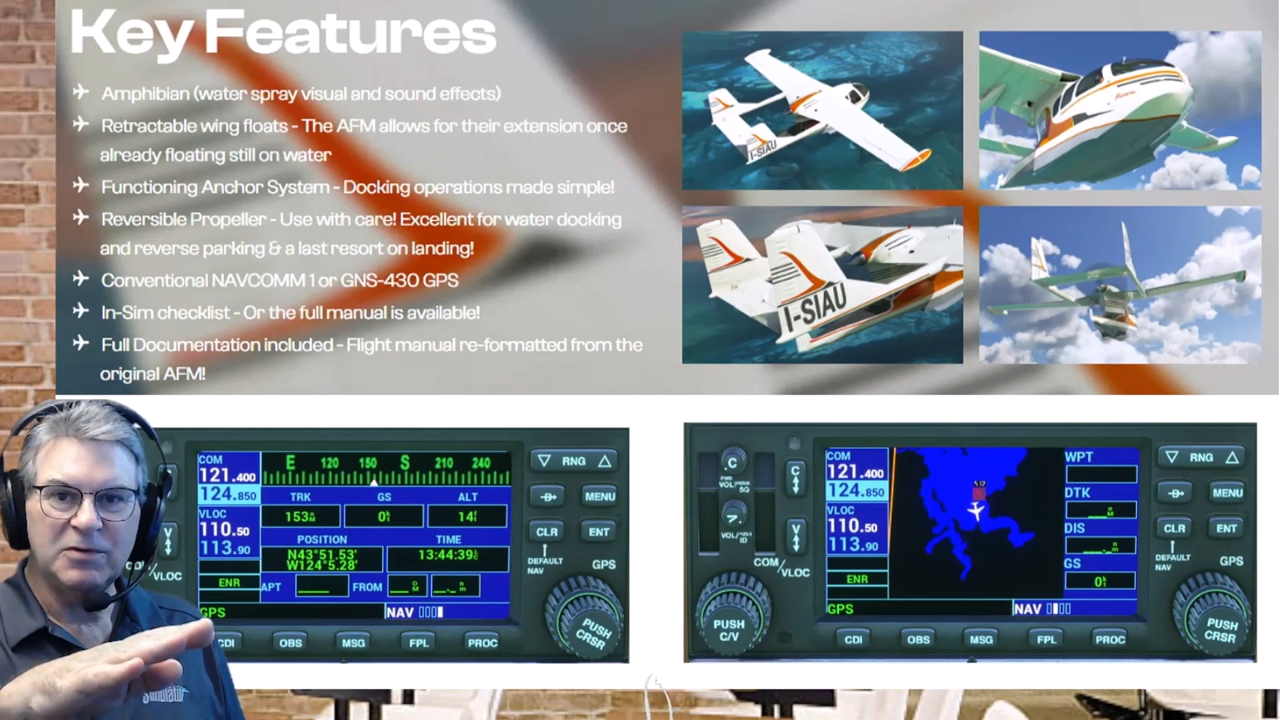 Key Features
Amphibian (water spray visual and sound effects)
Retractable wing floats - The AFM allows for their extension once
already floating still on water
Functioning Anchor System - Docking operations made simple!
Reversible Propeller - Use with care! Excellent for water docking
and reverse parking & a last resort on landing!
Conventional NAVCOMM 1 or GNS-430 GPS
In-Sim checklist - Or the full manual is available!
Full Documentation included - Flight manual re-formatted from the
original AFM!
I-SIAU
I-SIAU
COM
121.400
124.850
VLOC
110.50
113.90
ENR
GPS
E 120 150 S 210 240
TRK GS ALT
153 0 14
POSITION TIME
N43°51.53'
W124°5.28'
13:44:39
APT FROM
NAV
RNG
MENU
CLR ENT
DEFAULT
NAV
GPS
PUSH
CRSR
V
CO /VLOC
CDI OBS MSG FPL PROC
C
V
COM
/VLOC
PUSH
C/V
COM
121.400
124.850
VLOC
110.50
113.90
ENR
GPS
WPT
DTK
DIS
GS
0
NAV
RNG
MENU
CLR ENT
DEFAULT
NAV
GPS
PUSH
CRSR
CDI OBS MSG FPL PROC
Simulator